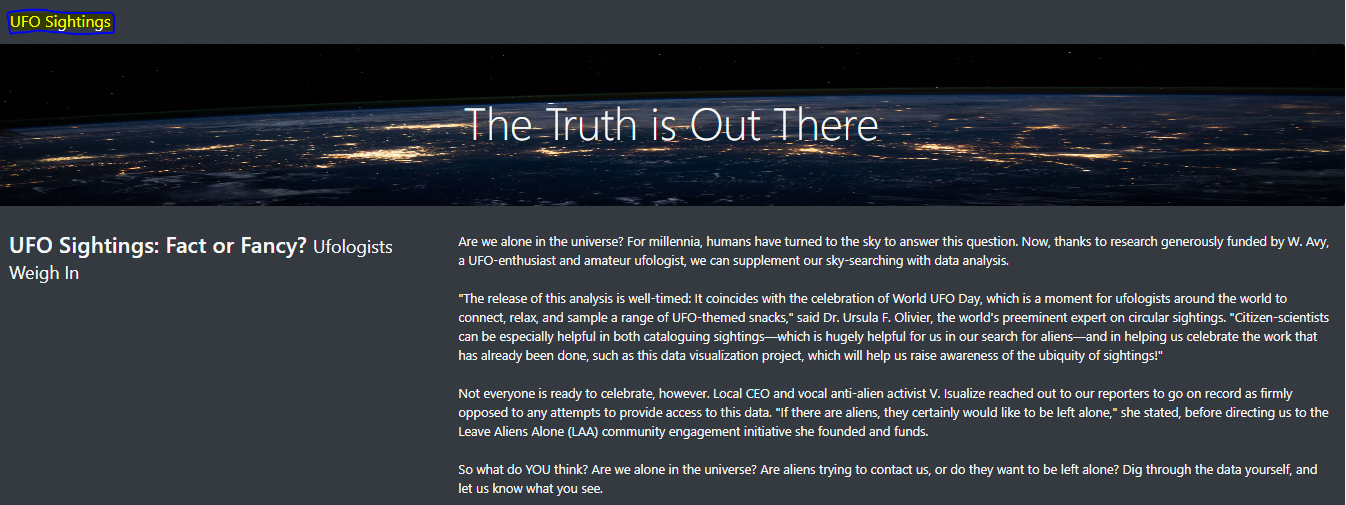 UFO Sightings
The Truth is Out There
UFO Sightings: Fact or Fancy? Ufologists
Weigh In
Are we alone in the universe? For millennia, humans have turned to the sky to answer this question. Now, thanks to research generously funded by W. Avy,
a UFO-enthusiast and amateur ufologist, we can supplement our sky-searching with data analysis.
"The release of this analysis is well-timed: It coincides with the celebration of World UFO Day, which is a moment for ufologists around the world to
connect, relax, and sample a range of UFO-themed snacks," said Dr. Ursula F. Olivier, the world's preeminent expert on circular sightings. "Citizen-scientists
can be especially helpful in both cataloguing sightings—which is hugely helpful for us in our search for aliens—and in helping us celebrate the work that
has already been done, such as this data visualization project, which will help us raise awareness of the ubiquity of sightings!"
Not everyone is ready to celebrate, however. Local CEO and vocal anti-alien activist V. Isualize reached out to our reporters to go on record as firmly
opposed to any attempts to provide access to this data. "If there are aliens, they certainly would like to be left alone," she stated, before directing us to the
Leave Aliens Alone (LAA) community engagement initiative she founded and funds.
So what do YOU think? Are we alone in the universe? Are aliens trying to contact us, or do they want to be left alone? Dig through the data yourself, and
let us know what you see.